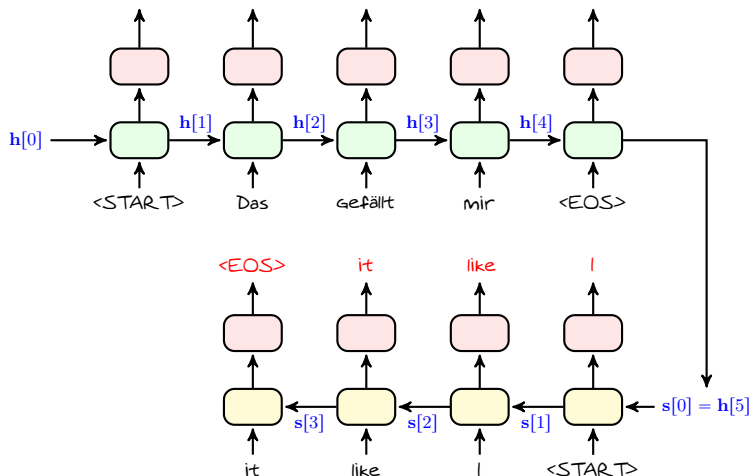 h[1] h[2] h[3] h[4]
h[0]
<START> Das Gefällt mir <EOS>
<EOS> it like I
s[3] s[2] s[1] s[0] = h[5]
it like I <START>